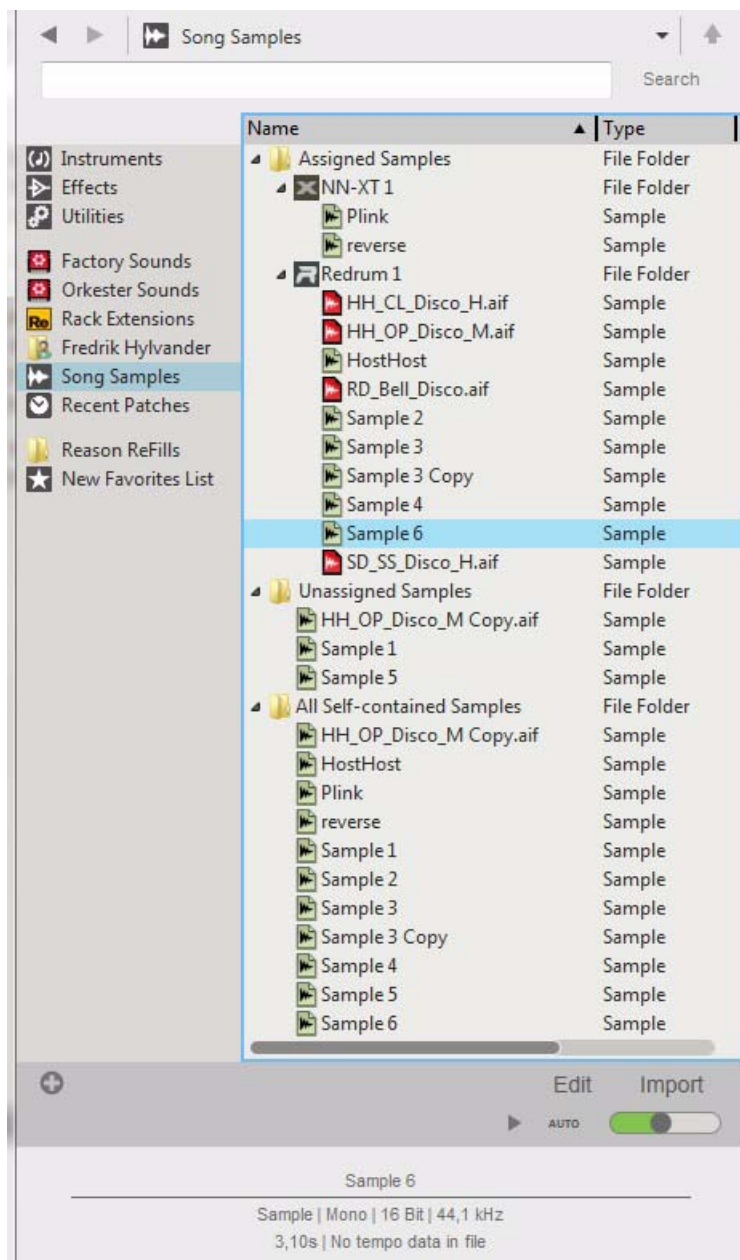 Song Samples
Search
Name Type
Instruments
Effects
Utilities
Factory Sounds
Orkester Sounds
Re Rack Extensions
Fredrik Hylvander
Song Samples
Recent Patches
Reason ReFills
New Favorites List
Assigned Samples File Folder
NN-XT 1 File Folder
Plink Sample
reverse Sample
Redrum 1 File Folder
HH_CL_Disco_H.aif Sample
HH_OP_Disco_M.aif Sample
HostHost Sample
RD_Bell_Disco.aif Sample
Sample 2 Sample
Sample 3 Sample
Sample 3 Copy Sample
Sample 4 Sample
Sample 6 Sample
SD_SS_Disco_H.aif Sample
Unassigned Samples File Folder
HH_OP_Disco_M Copy.aif Sample
Sample 1 Sample
Sample 5 Sample
All Self-contained Samples File Folder
HH_OP_Disco_M Copy.aif Sample
HostHost Sample
Plink Sample
reverse Sample
Sample 1 Sample
Sample 2 Sample
Sample 3 Sample
Sample 3 Copy Sample
Sample 4 Sample
Sample 5 Sample
Sample 6 Sample
Edit Import
AUTO
Sample 6
Sample | Mono | 16 Bit | 44,1 kHz
3,10s | No tempo data in file